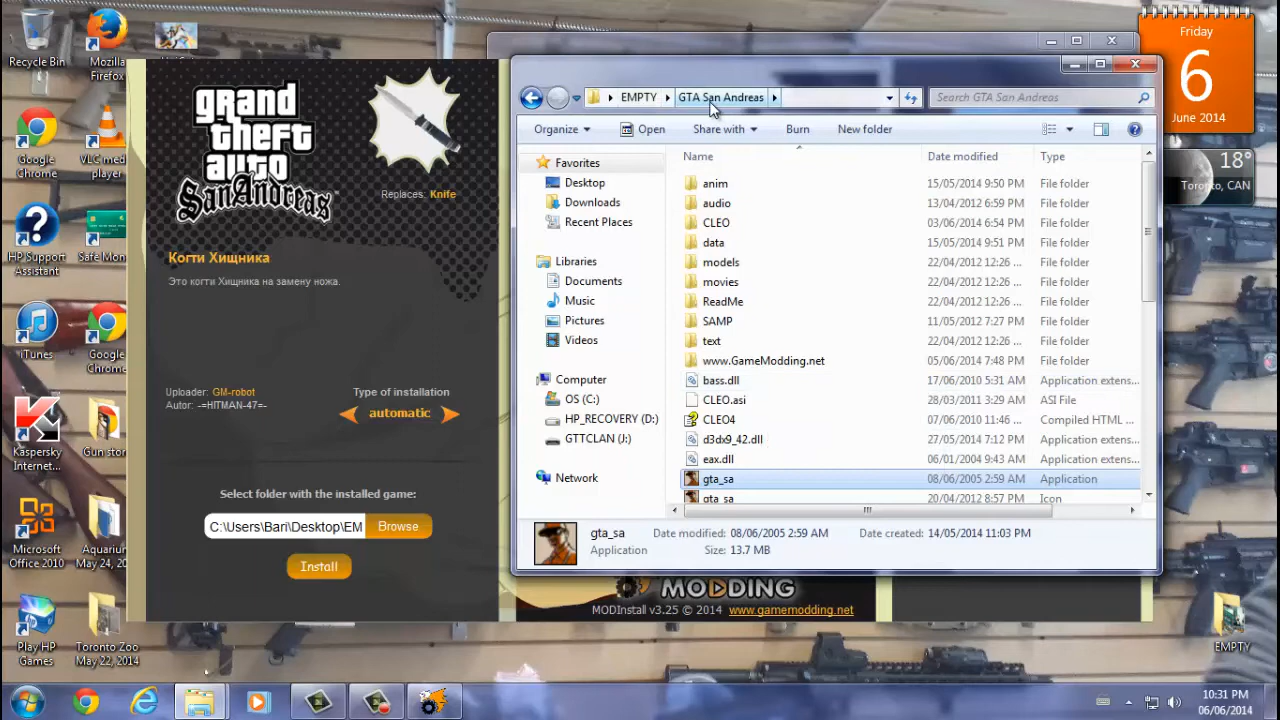 Recycle Bin
Mozilla
Firefox
Google
Chrome
VLC med
player
HP Support
Assistant
Safe Mon
iTunes
Google
Chrome
Kaspersky
Internet...
Gun stor
Microsoft
Office 2010
Aquarium
May 24, 20
Play HP
Games
Toronto Zoo
May 22, 2014
grand
theft
auto
SanAndreas
Replaces: Knife
Когти Хищника
Это когти Хищника на замену ножа.
Uploader: GM-robot
Autor: -=HITMAN-47=-
Type of installation
automatic
Select folder with the installed game:
C:\Users\Bari\Desktop\EM
Browse
Install
EMPTY
GTA San Andreas
Search GTA San Andreas
Organize
Open
Share with
Burn
New folder
Favorites
Desktop
Downloads
Recent Places
Libraries
Documents
Music
Pictures
Videos
Computer
OS (C:)
HP_RECOVERY (D:)
GTTCLAN (J:)
Network
Name Date modified Type
anim 15/05/2014 9:50 PM File folder
audio 13/04/2012 6:59 PM File folder
CLEO 03/06/2014 6:54 PM File folder
data 15/05/2014 9:51 PM File folder
models 22/04/2012 12:26 ... File folder
movies 22/04/2012 12:26 ... File folder
ReadMe 22/04/2012 12:26 ... File folder
SAMP 11/05/2012 7:27 PM File folder
text 22/04/2012 12:26 ... File folder
www.GameModding.net 05/06/2014 7:48 PM File folder
bass.dll 17/06/2010 5:31 AM Application extens...
CLEO.asi 28/03/2011 3:29 AM ASI File
CLEO4 07/06/2010 11:46 ... Compiled HTML ...
d3dx9_42.dll 27/05/2014 7:12 PM Application extens...
eax.dll 06/01/2004 9:43 AM Application extens...
gta_sa 08/06/2005 2:59 AM Application
gta_sa 20/04/2012 8:57 PM Icon
gta_sa Date modified: 08/06/2005 2:59 AM Date created: 14/05/2014 11:03 PM
Application Size: 13.7 MB
MODDING
MODInstall v3.25 © 2014 www.gamemodding.net
Friday
6
June 2014
18°
Toronto, CAN
EMPTY
10:31 PM
06/06/2014